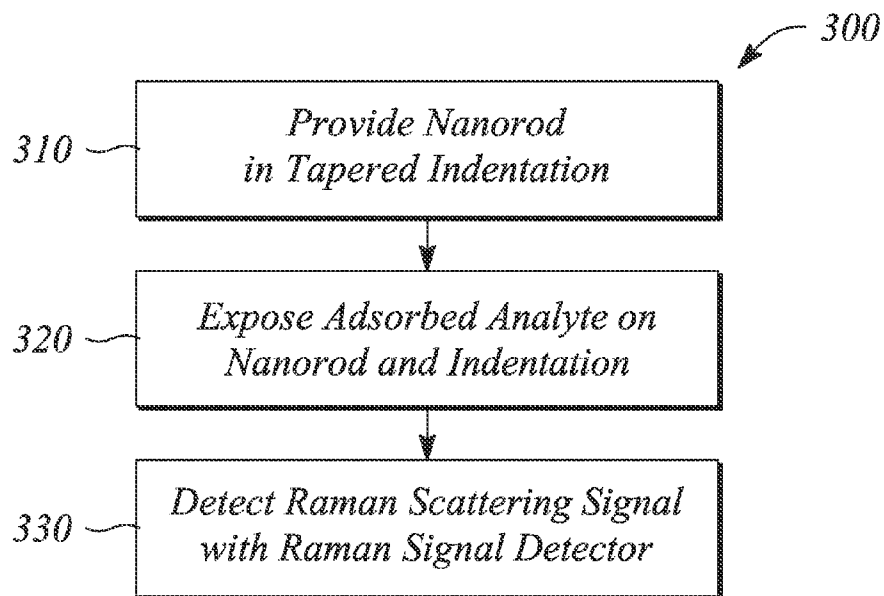 300
310
Provide Nanorod
in Tapered Indentation
320
Expose Adsorbed Analyte on
Nanorod and Indentation
330
Detect Raman Scattering Signal
with Raman Signal Detector